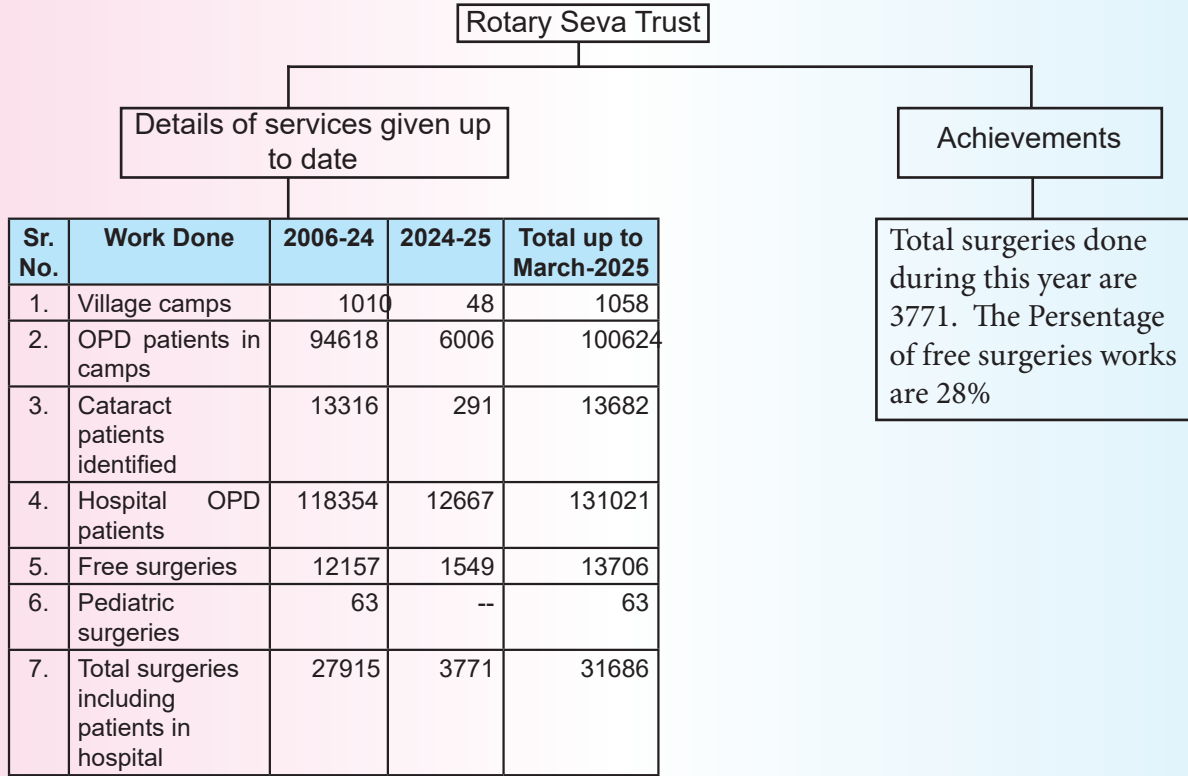 Rotary Seva Trust
Details of services given up
to date
Achievements
Sr.
No.
Work Done
2006-24
2024-25
Total up to
March-2025
1.
Village camps
1010
48
1058
2.
OPD patients in
camps
94618
6006
100624
3.
Cataract
patients
identified
13316
291
13682
4.
Hospital OPD
patients
118354
12667
131021
5.
Free surgeries
12157
1549
13706
6.
Pediatric
surgeries
63
--
63
7.
Total surgeries
including
patients in
hospital
27915
3771
31686
Total surgeries done
during this year are
3771. The Persentage
of free surgeries works
are 28%